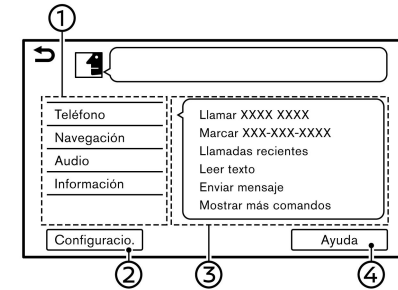 1
Teléfono
Navegación
Audio
Información
Llamar XXXX XXXX
Marcar XXX-XXX-XXXX
Llamadas recientes
Leer texto
Enviar mensaje
Mostrar más comandos
Configuracio.
Ayuda
2
3
4